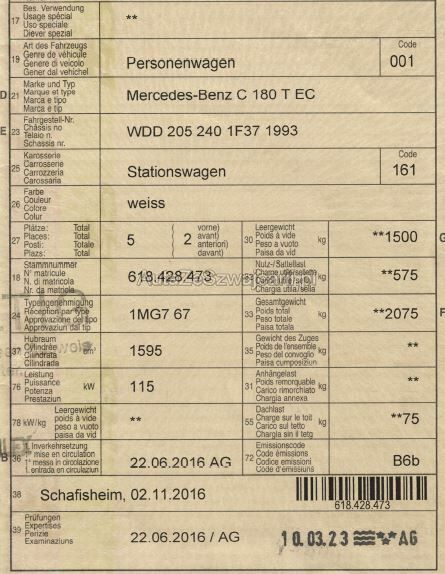 17 Bes. Verwendung
Usage spécial
Uso speciale
Diever spezial
**
19 Art des Fahrzeugs
Genre de véhicule
Genere di veicolo
Gener dal vehichel
Personenwagen
Code
001
D 21 Marke und Typ
Marque et type
Marca e tipo
Marca e tip
Mercedes-Benz C 180 T EC
E 23 Fahrgestell-Nr.
Châssis no
Telaio n.
Schassis nr.
WDD 205 240 1F37 1993
25 Karosserie
Carrosserie
Carrozzeria
Carossaria
Stationswagen
Code
161
26 Farbe
Couleur
Colore
Colur
weiss
27 Plätze: Total
Places: Total
Posti: Totale
Plazs: Total
5
2 vorne)
avant)
anteriori)
davant)
30 Leergewicht
Poids à vide
Peso a vuoto
Paisa da vid
kg
**1500
G
18 Stammnummer
N° matricule
N. di matricola
Nr. da matricla
618.428.473
Nutz-/Sattellast
Charge utile/sellette
Chargia utila/sella
kg
**575
24 Typengenehmigung
Réception par type
Approvazione del tipo
Approvaziun dal tip
1MG7 67
33 Gesamtgewicht
Poids total
Peso totale
Paisa totala
kg
**2075
F
37 Hubraum
Cylindrée
Cilindrata
Cilindrada
cm³
1595
35 Gewicht des Zuges
Poids de l'ensemble
Peso del convoglio
Paisa cumposiziun
kg
**
76 Leistung
Puissance
Potenza
Prestaziun
kW
115
31 Anhängelast
Poids remorquable
Carico rimorchiato
Chargia annexa
kg
**
78 kW/kg
Leergewicht
poids à vide
peso a vuoto
paisa da vid
**
55 Dachlast
Charge sur le toit
Carico sul tetto
Chargia sin il tetg
kg
**75
B 36 1. Inverkehrsetzung
1re mise en circulation
1a messa in circolazione
1. entrada en circulaziun
22.06.2016 AG
72 Emissionscode
Code émissions
Codice emissioni
Code d'emissiuns
B6b
38 Schafisheim, 02.11.2016
618.428.473
39 Prüfungen
Expertises
Perizie
Examinaziuns
22.06.2016 / AG
10.03.23 AG